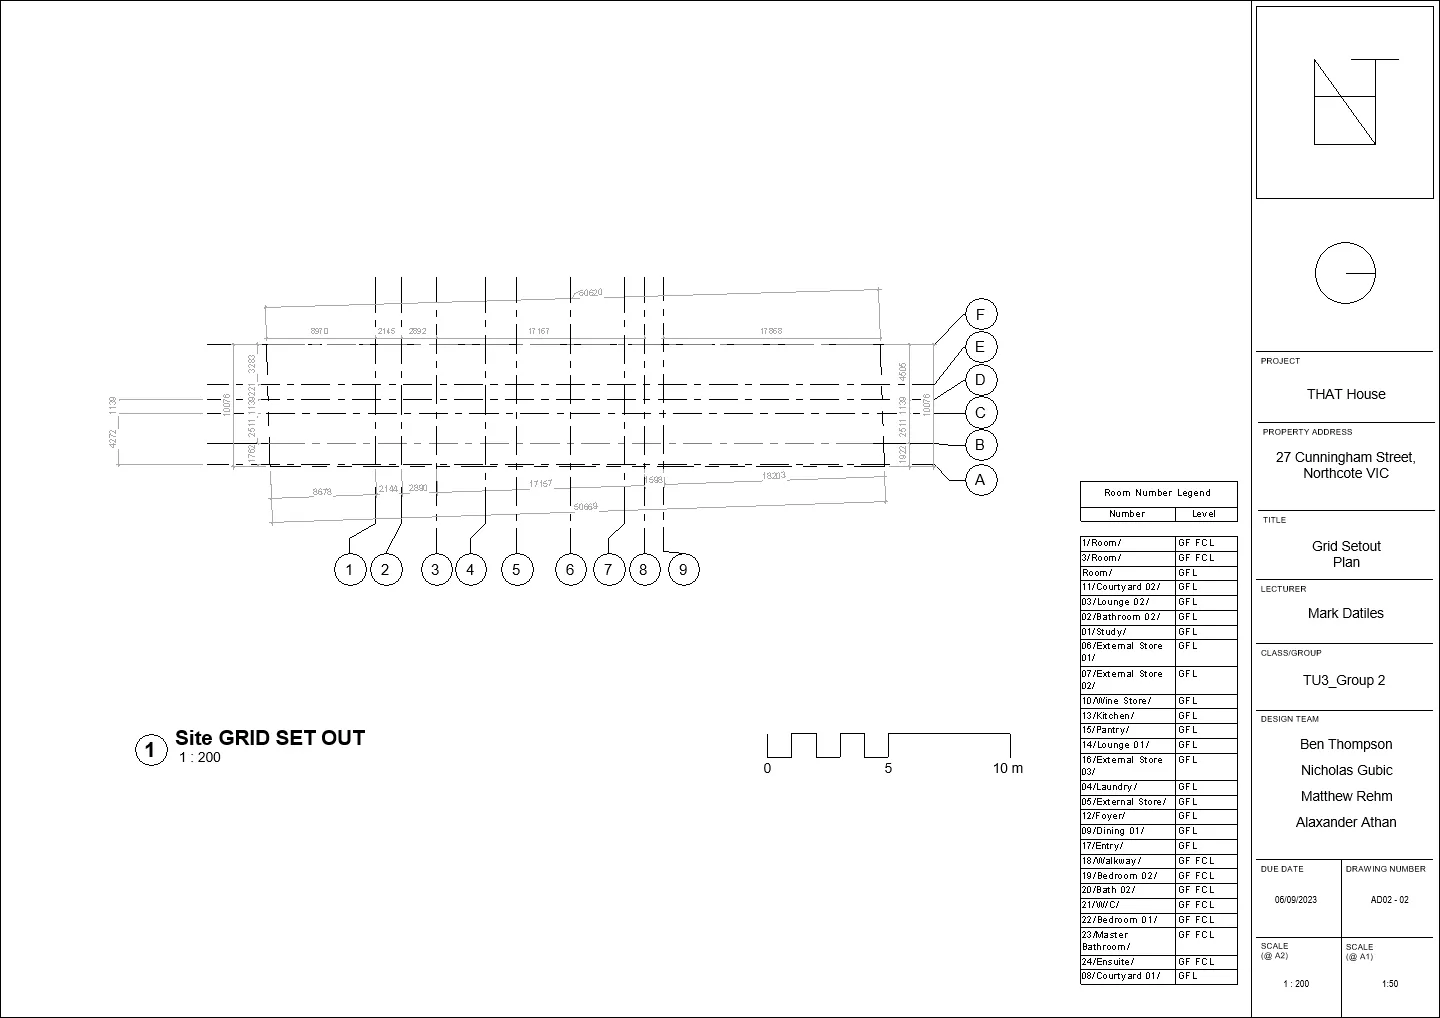 50620
8970 2145 2892 17167 17868
F
E
D
C
B
A
3283
221
1139
2511
1762
10076
1139
4272
4505
1139
2511
1922
10076
8678 2144 2890 17157 1598 18203
50669
1 2 3 4 5 6 7 8 9
1 Site GRID SET OUT
1 : 200
0 5 10 m
Room Number Legend
Number Level
1/Room/ GF FCL
3/Room/ GF FCL
Room/ GFL
11/Courtyard 02/ GFL
03/Lounge 02/ GFL
02/Bathroom 02/ GFL
01/Study/ GFL
06/External Store GFL
01/
07/External Store GFL
02/
10/Wine Store/ GFL
13/Kitchen/ GFL
15/Pantry/ GFL
14/Lounge 01/ GFL
16/External Store GFL
03/
04/Laundry/ GFL
05/External Store/ GFL
12/Foyer/ GFL
09/Dining 01/ GFL
17/Entry/ GFL
18/Walkway/ GF FCL
19/Bedroom 02/ GF FCL
20/Bath 02/ GF FCL
21/W/C/ GF FCL
22/Bedroom 01/ GF FCL
23/Master GF FCL
Bathroom/
24/Ensuite/ GF FCL
08/Courtyard 01/ GFL
PROJECT
THAT House
PROPERTY ADDRESS
27 Cunningham Street,
Northcote VIC
TITLE
Grid Setout
Plan
LECTURER
Mark Datiles
CLASS/GROUP
TU3_Group 2
DESIGN TEAM
Ben Thompson
Nicholas Gubic
Matthew Rehm
Alaxander Athan
DUE DATE DRAWING NUMBER
06/09/2023 AD02 - 02
SCALE SCALE
(@ A2) (@ A1)
1 : 200 1:50